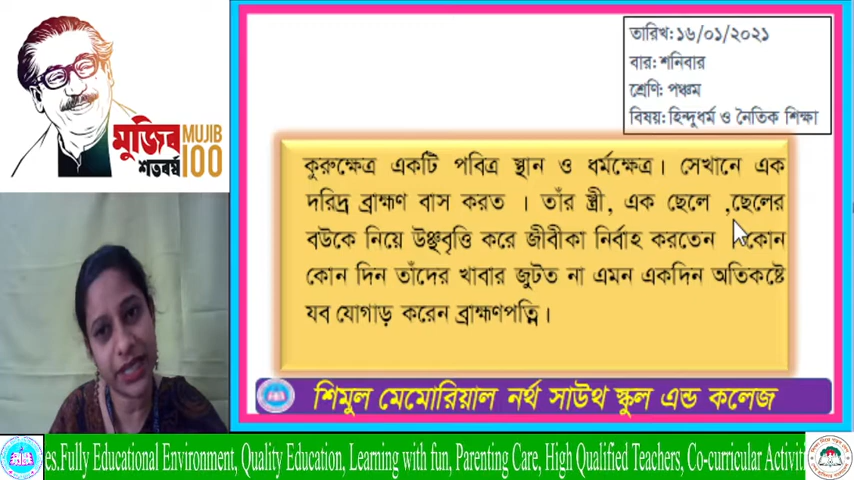 তারিখ:১৬/০১/২০২১
বার: শনিবার
শ্রেণি: পঞ্চম
বিষয়: হিন্দুধর্ম ও নৈতিক শিক্ষা
মুজিব MUJIB
শতবর্ষ 100
কুরুক্ষেত্র একটি পবিত্র স্থান ও ধর্মক্ষেত্র। সেখানে এক
দরিদ্র ব্রাহ্মণ বাস করত । তাঁর স্ত্রী, এক ছেলে ,ছেলের
বউকে নিয়ে উঞ্ছবৃত্তি করে জীবীকা নির্বাহ করতেন । কোন
কোন দিন তাঁদের খাবার জুটত না এমন একদিন অতিকষ্টে
যব যোগাড় করেন ব্রাহ্মণপত্নি।
শিমুল মেমোরিয়াল নর্থ সাউথ স্কুল এন্ড কলেজ
es.Fully Educational Environment, Quality Education, Learning with fun, Parenting Care, High Qualified Teachers, Co-curricular Activiti